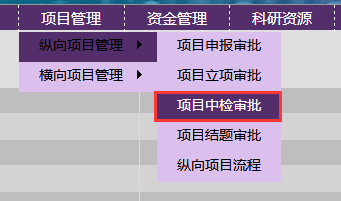 项目管理 资金管理 科研资源
纵向项目管理
横向项目管理
项目申报审批
项目立项审批
项目中检审批
项目结题审批
纵向项目流程